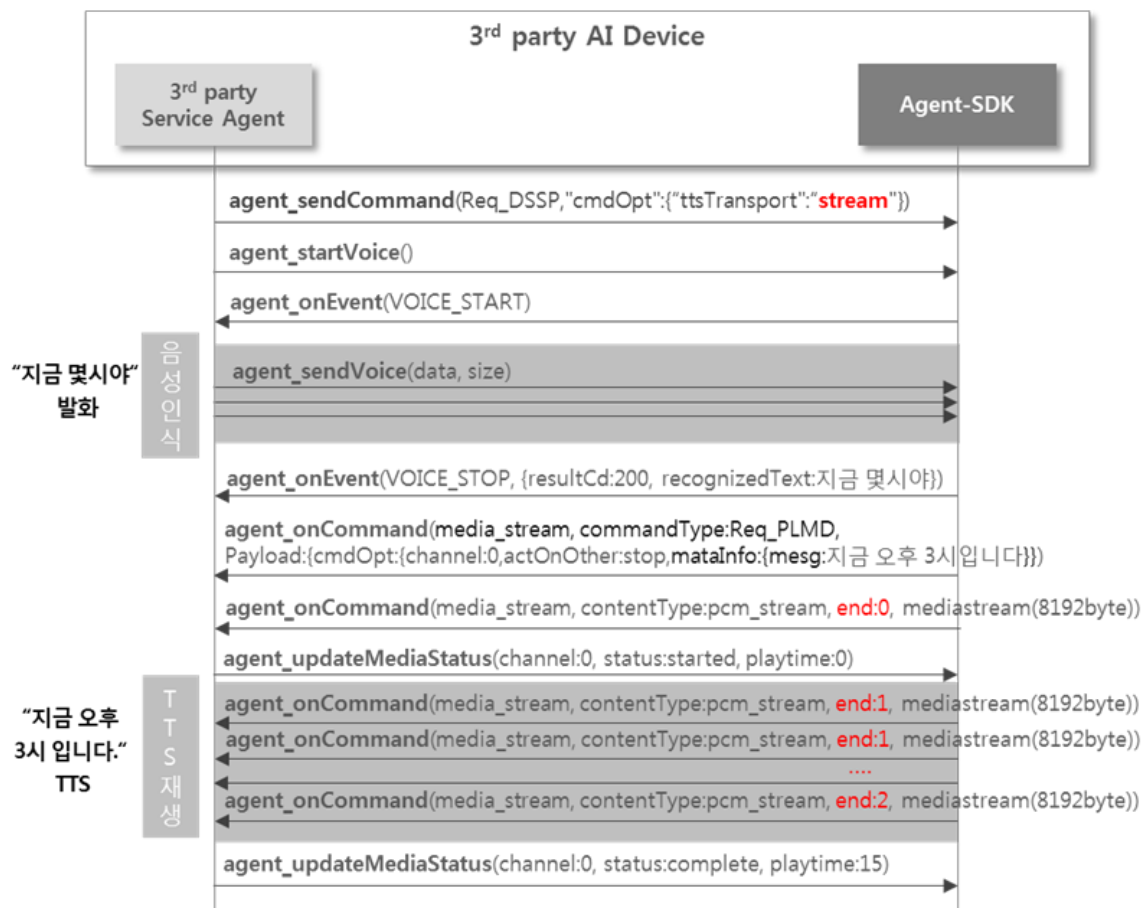 3rd party AI Device
3rd party
Service Agent
Agent-SDK
agent_sendCommand(Req_DSSP,"cmdOpt":{“ttsTransport":“stream"})
agent_startVoice()
agent_onEvent(VOICE_START)
“지금 몇시야“
발화
음성인식
agent_sendVoice(data, size)
agent_onEvent(VOICE_STOP, {resultCd:200, recognizedText:지금 몇시야})
agent_onCommand(media_stream, commandType:Req_PLMD,
Payload:{cmdOpt:{channel:0,actOnOther:stop,mataInfo:{mesg:지금 오후 3시입니다}})
agent_onCommand(media_stream, contentType:pcm_stream, end:0, mediastream(8192byte))
agent_updateMediaStatus(channel:0, status:started, playtime:0)
“지금 오후
3시 입니다.“
TTS
TTS재생
agent_onCommand(media_stream, contentType:pcm_stream, end:1, mediastream(8192byte))
agent_onCommand(media_stream, contentType:pcm_stream, end:1, mediastream(8192byte))
....
agent_onCommand(media_stream, contentType:pcm_stream, end:2, mediastream(8192byte))
agent_updateMediaStatus(channel:0, status:complete, playtime:15)